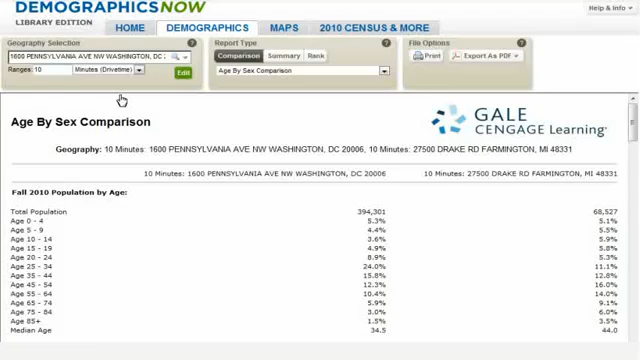 DEMOGRAPHICSNOW
LIBRARY EDITION
Help & Info
HOME DEMOGRAPHICS MAPS 2010 CENSUS & MORE
Geography Selection ? Report Type ? File Options ?
1600 PENNSYLVANIA AVE NW WASHINGTON, DC Comparison Summary Rank Print Export As PDF
Ranges: 10 Minutes (Drivetime) Edit Age By Sex Comparison
GALE
CENGAGE Learning
Age By Sex Comparison
Geography: 10 Minutes: 1600 PENNSYLVANIA AVE NW WASHINGTON, DC 20006, 10 Minutes: 27500 DRAKE RD FARMINGTON, MI 48331
10 Minutes: 1600 PENNSYLVANIA AVE NW WASHINGTON, DC 20006 10 Minutes: 27500 DRAKE RD FARMINGTON, MI 48331
Fall 2010 Population by Age:
Total Population 394,301 68,527
Age 0 - 4 5.3% 5.1%
Age 5 - 9 4.4% 5.5%
Age 10 - 14 3.6% 5.9%
Age 15 - 19 4.9% 5.8%
Age 20 - 24 8.9% 5.3%
Age 25 - 34 24.0% 11.1%
Age 35 - 44 15.8% 12.8%
Age 45 - 54 12.3% 16.0%
Age 55 - 64 10.4% 14.0%
Age 65 - 74 5.9% 9.1%
Age 75 - 84 3.0% 6.0%
Age 85+ 1.5% 3.5%
Median Age 34.5 44.0